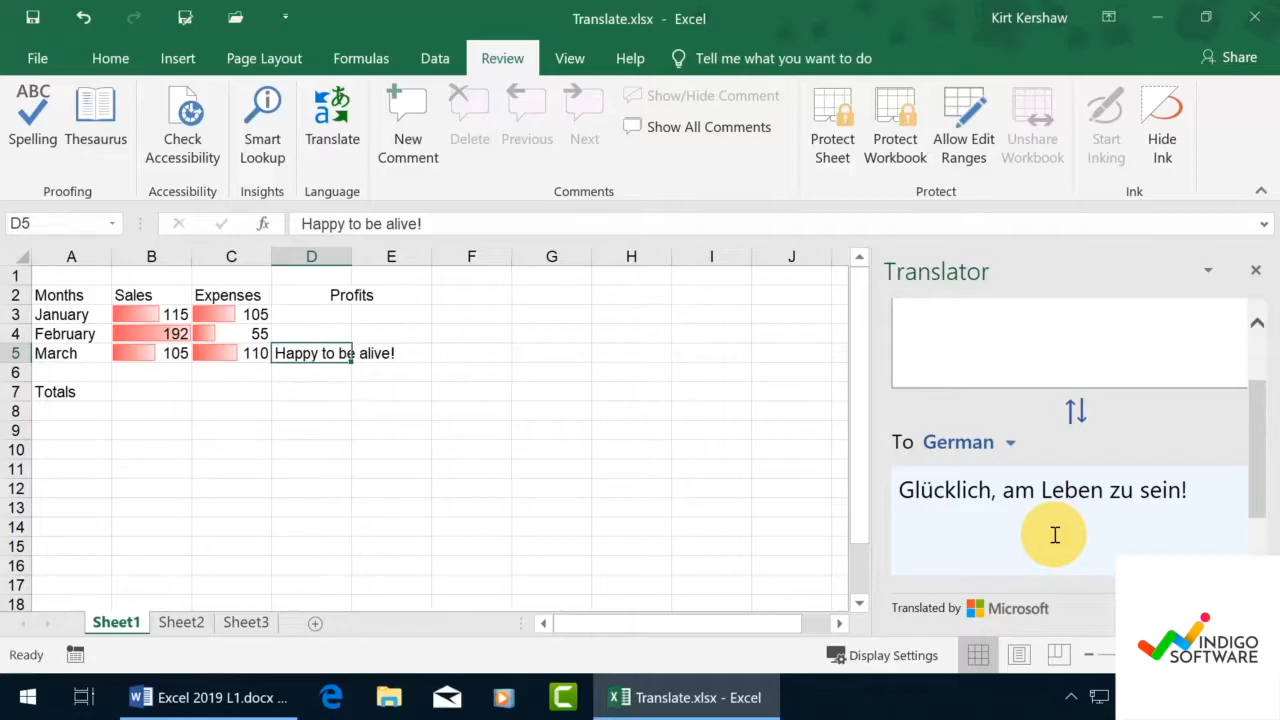 Translate.xlsx - Excel
Kirt Kershaw
File Home Insert Page Layout Formulas Data Review View Help Tell me what you want to do Share
ABC
Spelling Thesaurus
Check Accessibility
Smart Lookup
Translate
New Comment
Delete Previous Next
Show/Hide Comment
Show All Comments
Protect Sheet
Protect Workbook
Allow Edit Ranges
Unshare Workbook
Start Inking
Hide Ink
Proofing Accessibility Insights Language Comments Protect Ink
D5 fx Happy to be alive!
A B C D E F G H I J
1
2 Months Sales Expenses Profits
3 January 115 105
4 February 192 55
5 March 105 110 Happy to be alive!
6
7 Totals
8
9
10
11
12
13
14
15
16
17
18
Translator
To German
Glücklich, am Leben zu sein!
Translated by Microsoft
Sheet1 Sheet2 Sheet3
Ready Display Settings
Excel 2019 L1.docx ...
Translate.xlsx - Excel
INDIGO
SOFTWARE